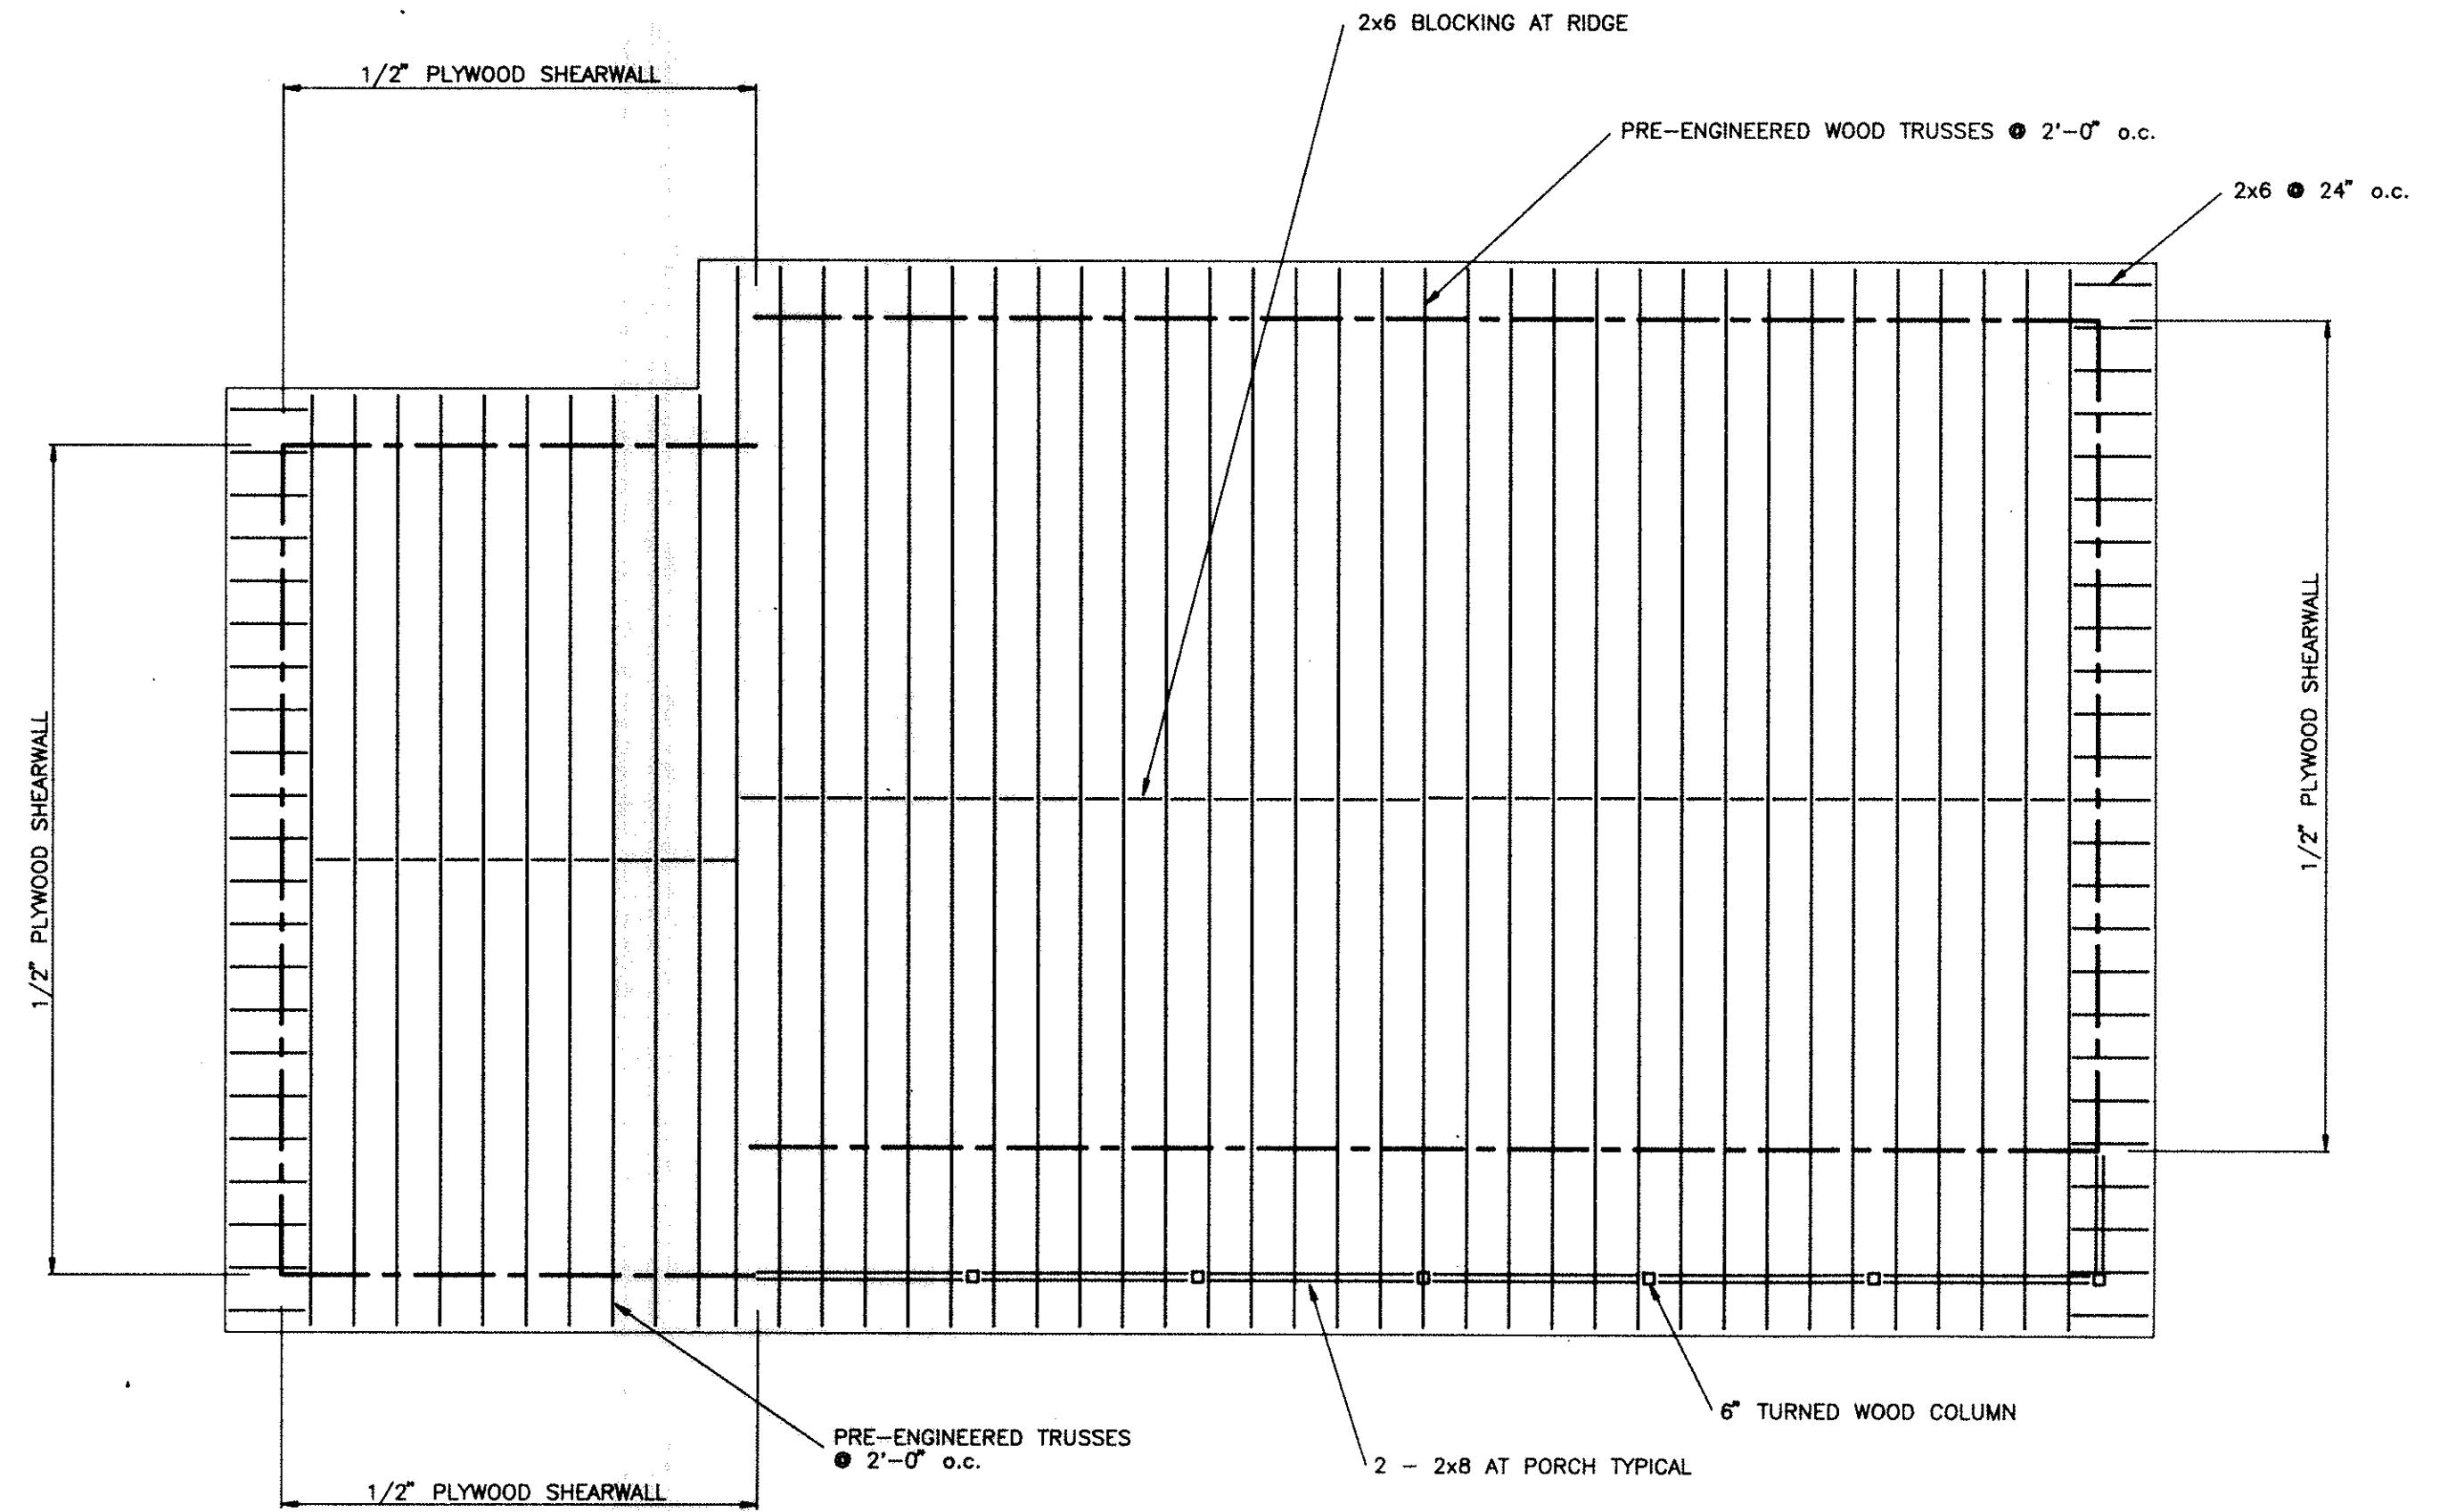 2x6 BLOCKING AT RIDGE
1/2" PLYWOOD SHEARWALL
PRE-ENGINEERED WOOD TRUSSES @ 2'-0" o.c.
2x6 @ 24" o.c.
1/2" PLYWOOD SHEARWALL
1/2" PLYWOOD SHEARWALL
6" TURNED WOOD COLUMN
PRE-ENGINEERED TRUSSES
@ 2'-0" o.c.
2 - 2x8 AT PORCH TYPICAL
1/2" PLYWOOD SHEARWALL